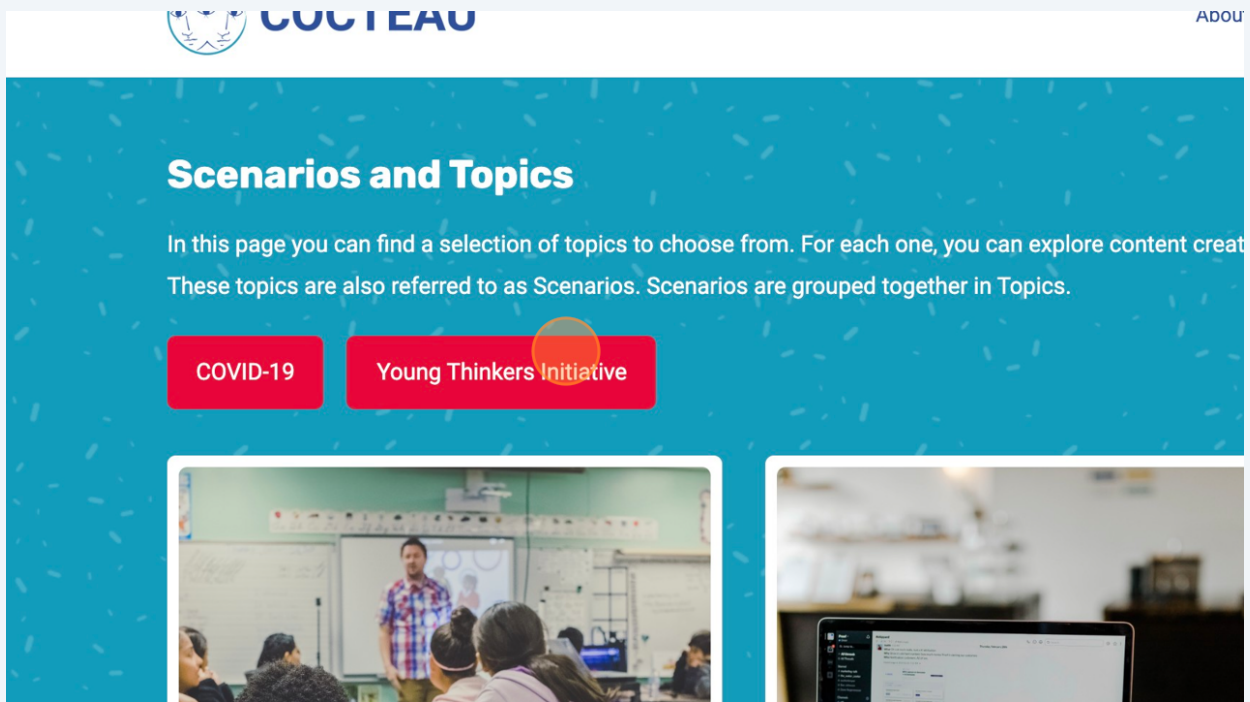 COCTEAU
About
Scenarios and Topics
In this page you can find a selection of topics to choose from. For each one, you can explore content creat
These topics are also referred to as Scenarios. Scenarios are grouped together in Topics.
COVID-19
Young Thinkers Initiative